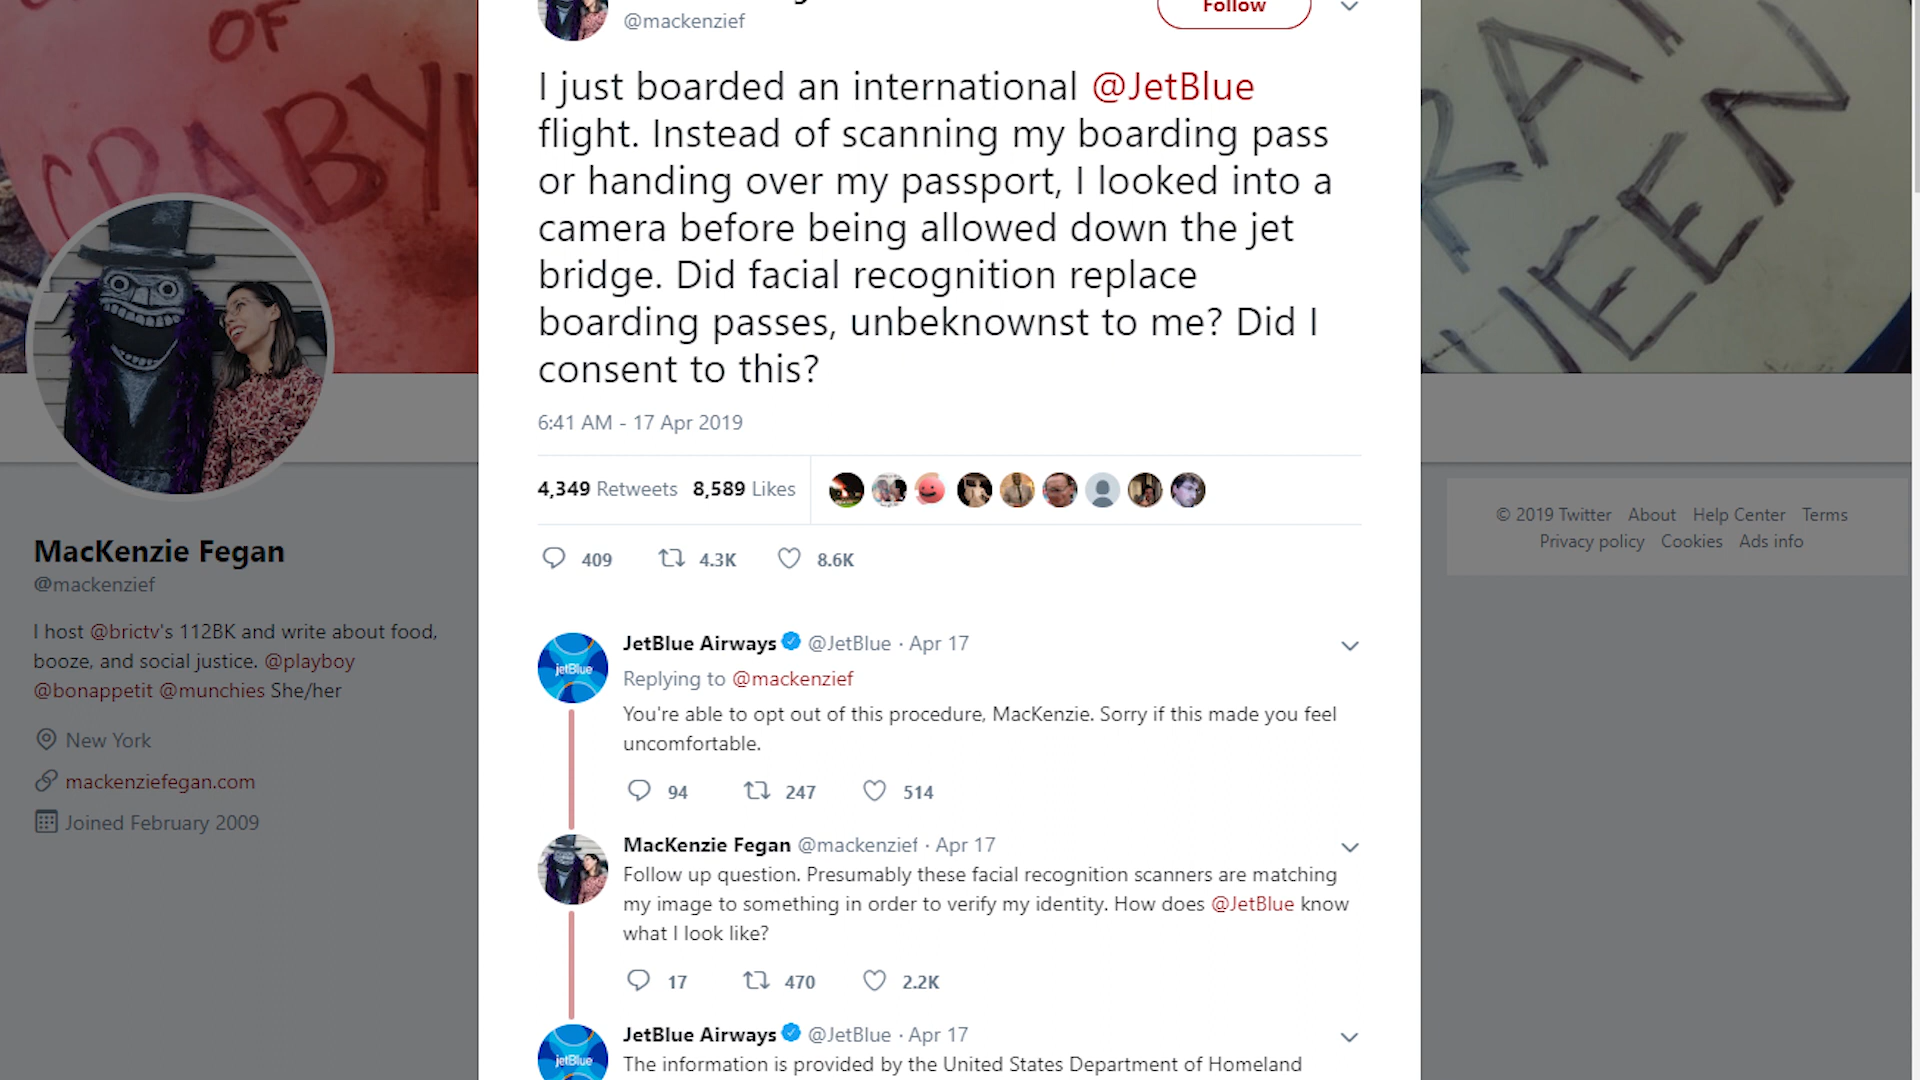 OF
CRABY
@mackenzief
Follow
I just boarded an international @JetBlue
flight. Instead of scanning my boarding pass
or handing over my passport, I looked into a
camera before being allowed down the jet
bridge. Did facial recognition replace
boarding passes, unbeknownst to me? Did I
consent to this?
6:41 AM - 17 Apr 2019
4,349 Retweets 8,589 Likes
409 4.3K 8.6K
MacKenzie Fegan
@mackenzief
I host @brictv's 112BK and write about food,
booze, and social justice. @playboy
@bonappetit @munchies She/her
New York
mackenziefegan.com
Joined February 2009
JetBlue Airways @JetBlue · Apr 17
Replying to @mackenzief
You're able to opt out of this procedure, MacKenzie. Sorry if this made you feel
uncomfortable.
94 247 514
MacKenzie Fegan @mackenzief · Apr 17
Follow up question. Presumably these facial recognition scanners are matching
my image to something in order to verify my identity. How does @JetBlue know
what I look like?
17 470 2.2K
jetBlue
JetBlue Airways @JetBlue · Apr 17
The information is provided by the United States Department of Homeland
jetBlue
© 2019 Twitter About Help Center Terms
Privacy policy Cookies Ads info